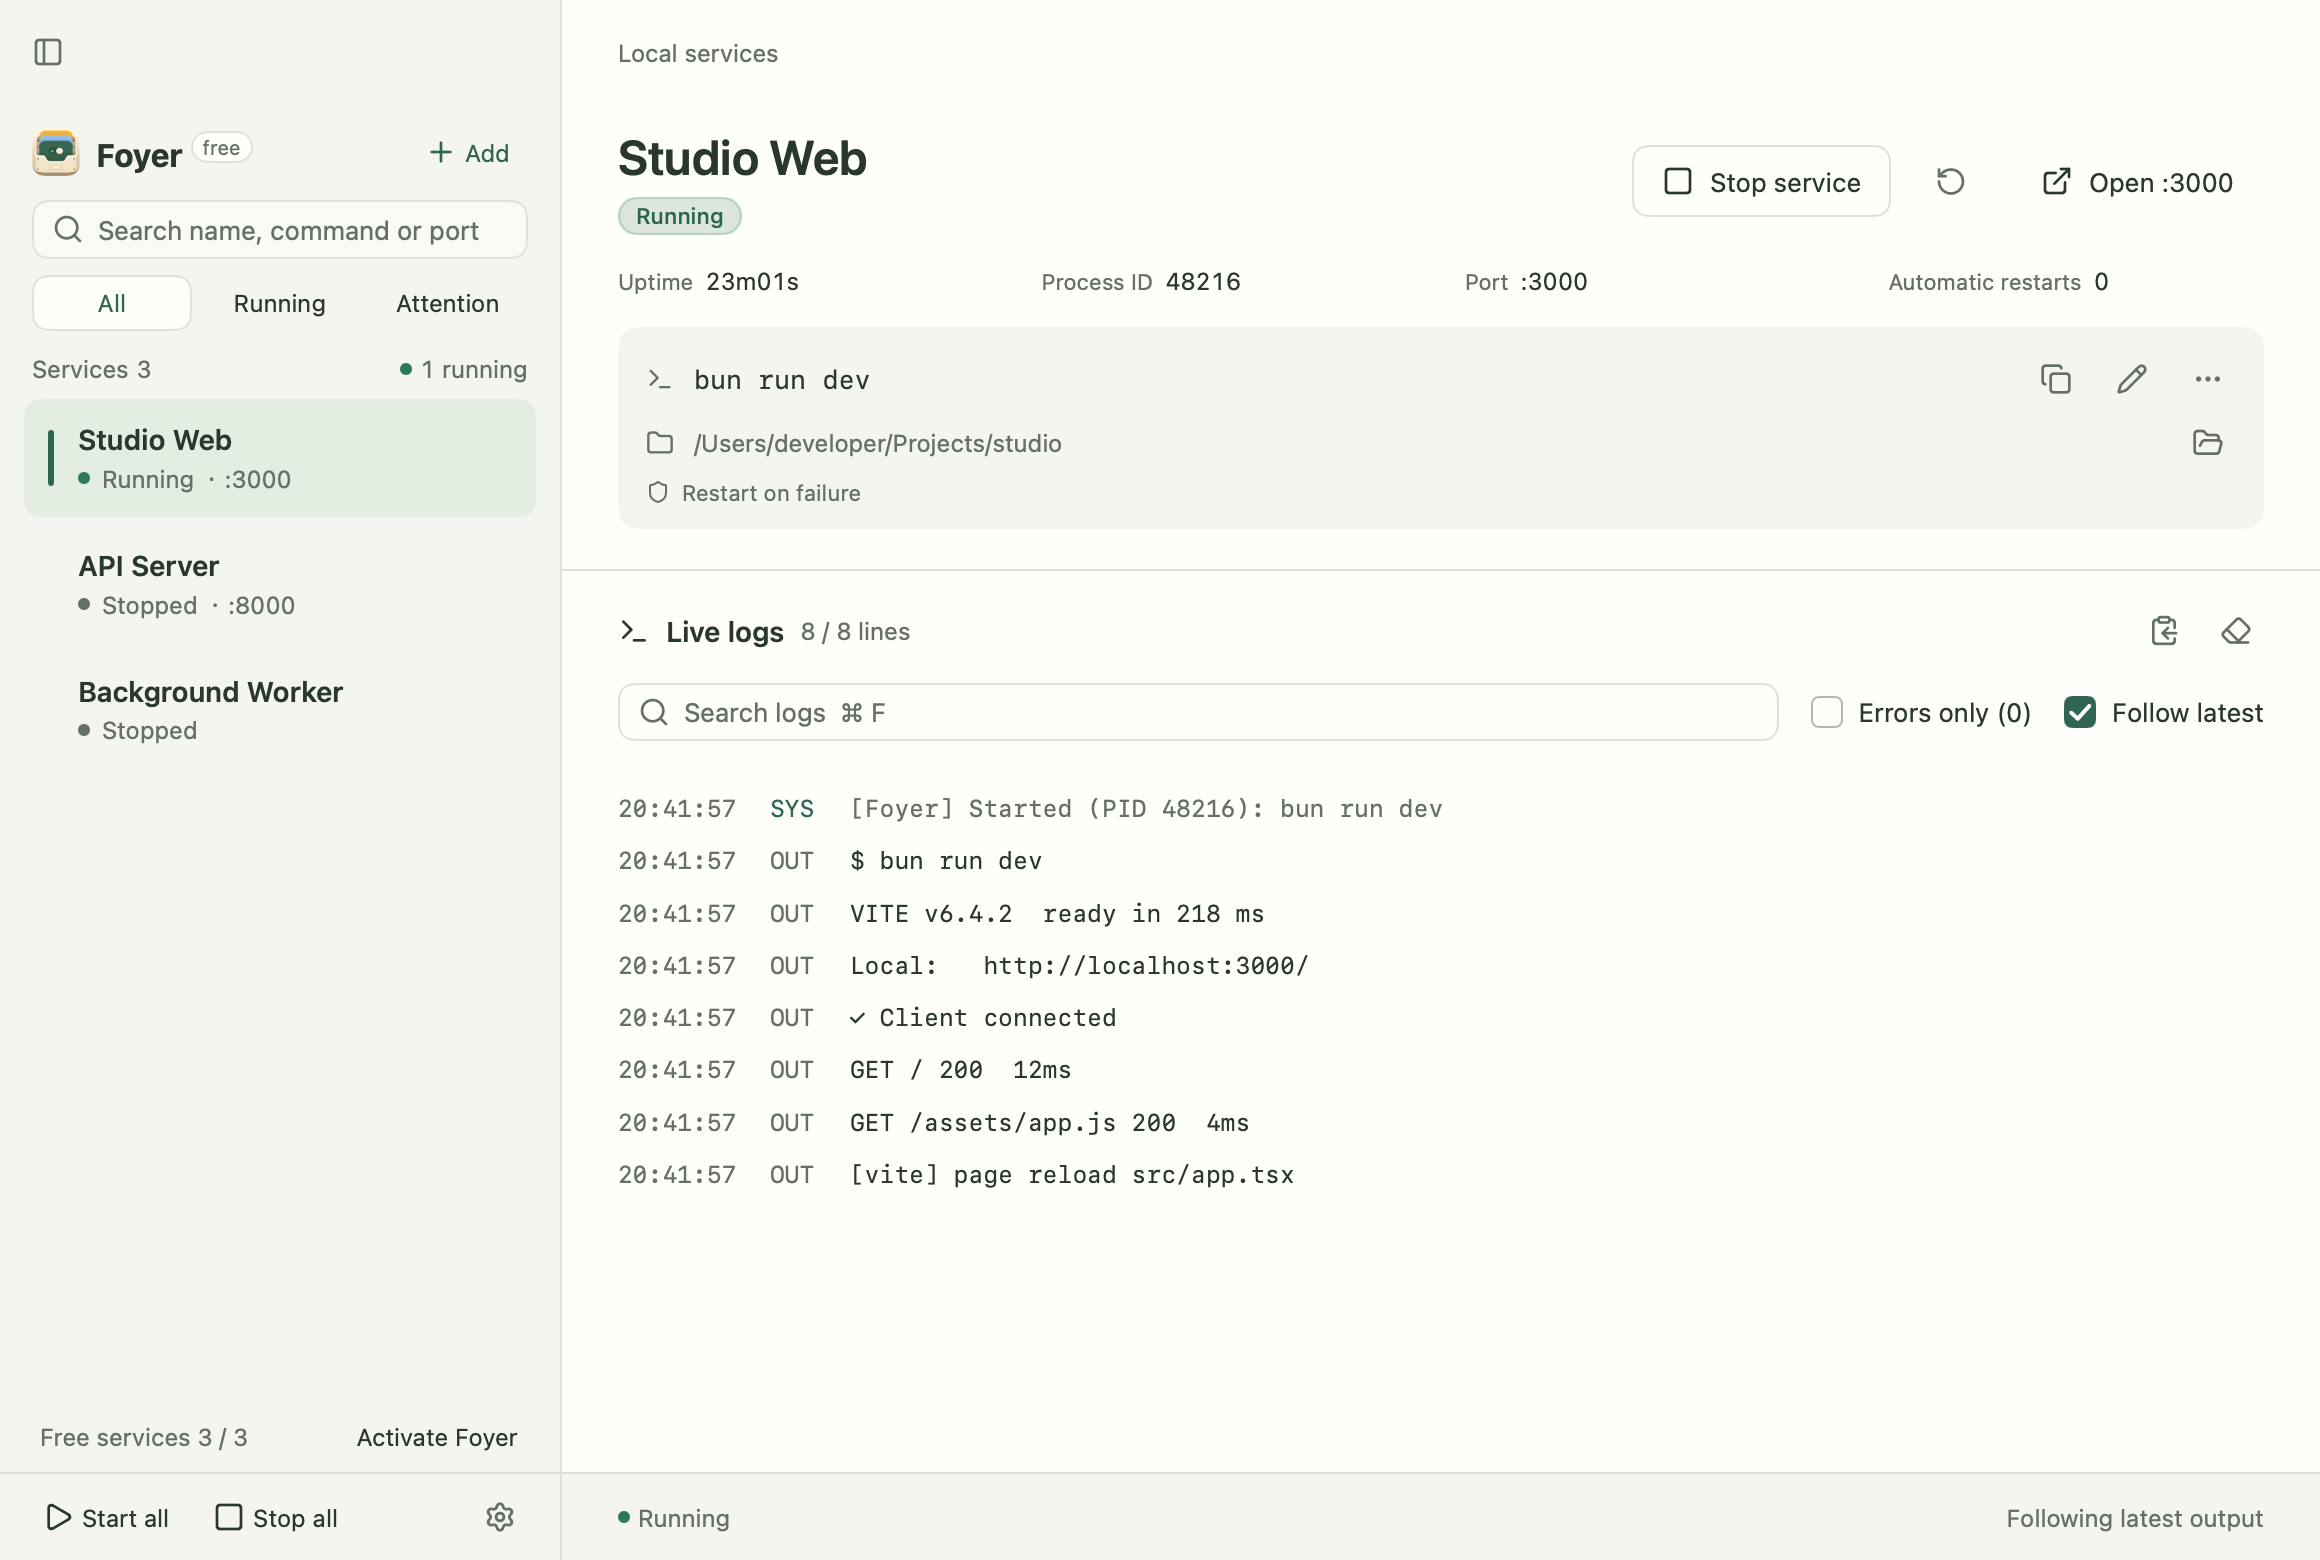 Foyer free
+ Add
Search name, command or port
All Running Attention
Services 3 1 running
Studio Web
Running · :3000
API Server
Stopped · :8000
Background Worker
Stopped
Free services 3 / 3 Activate Foyer
Start all Stop all
Local services
Studio Web
Running
Stop service Open :3000
Uptime 23m01s Process ID 48216 Port :3000 Automatic restarts 0
bun run dev
/Users/developer/Projects/studio
Restart on failure
Live logs 8 / 8 lines
Search logs ⌘ F Errors only (0) Follow latest
20:41:57 SYS [Foyer] Started (PID 48216): bun run dev
20:41:57 OUT $ bun run dev
20:41:57 OUT VITE v6.4.2  ready in 218 ms
20:41:57 OUT Local:   http://localhost:3000/
20:41:57 OUT ✓ Client connected
20:41:57 OUT GET / 200  12ms
20:41:57 OUT GET /assets/app.js 200  4ms
20:41:57 OUT [vite] page reload src/app.tsx
Running Following latest output